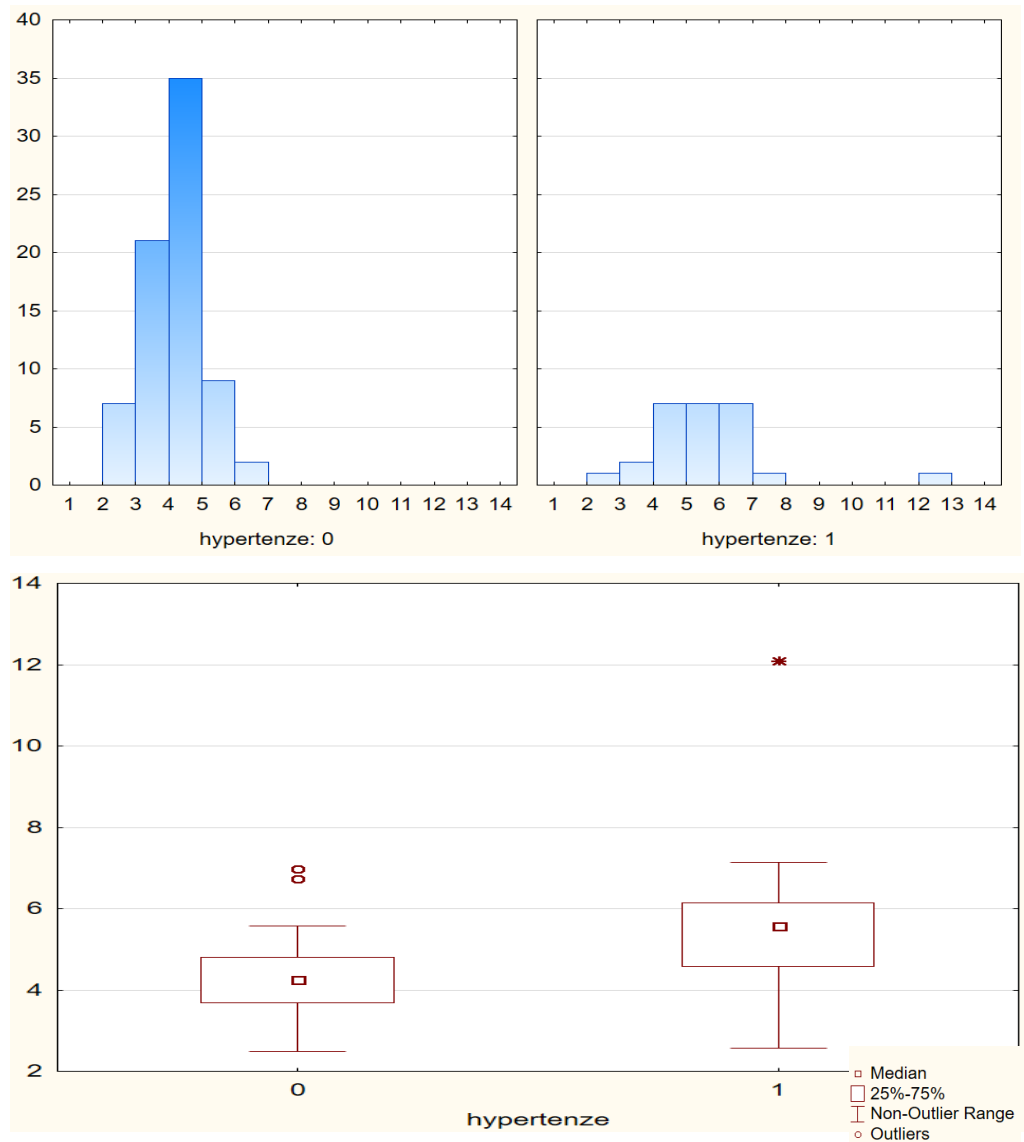 40
35
30
25
20
15
10
5
0
1 2 3 4 5 6 7 8 9 10 11 12 13 14
hypertenze: 0
1 2 3 4 5 6 7 8 9 10 11 12 13 14
hypertenze: 1
14
12
10
8
6
4
2
0 1
hypertenze
Median
25%-75%
Non-Outlier Range
Outliers